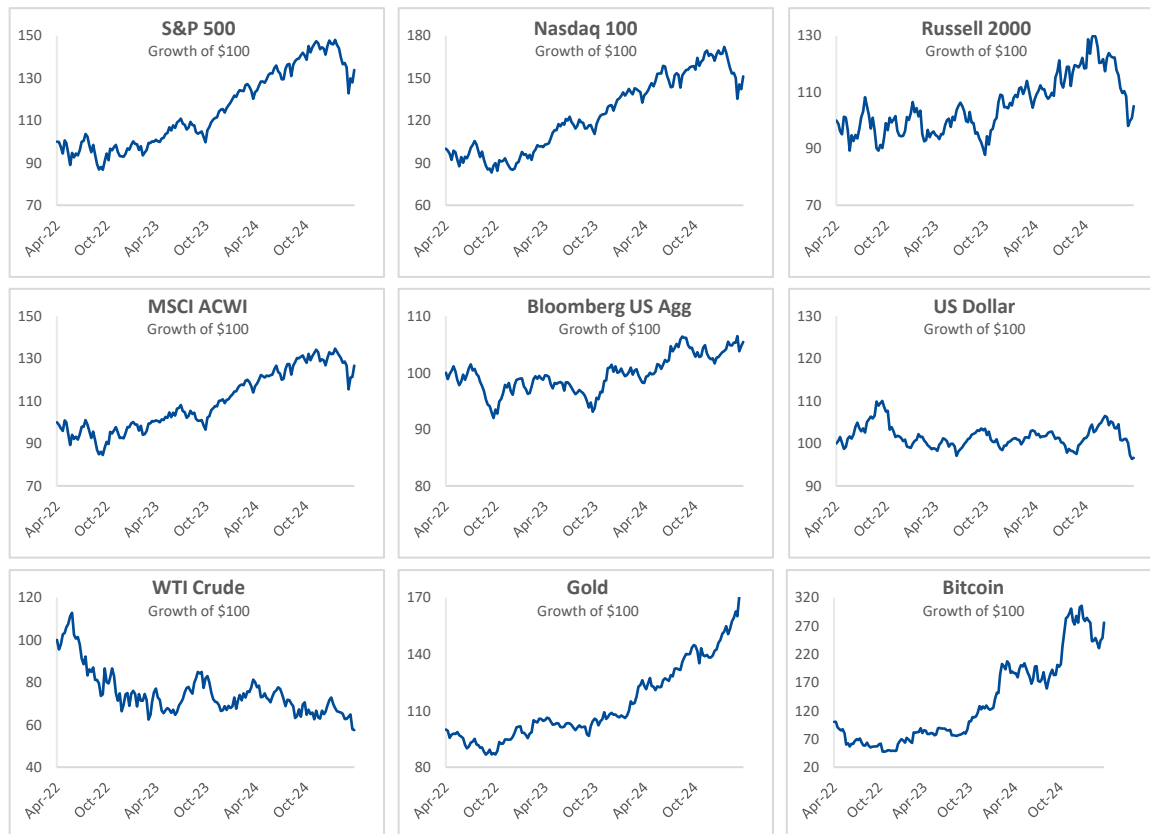 S&P 500
Growth of $100
150
130
110
90
70
Apr-22
Oct-22
Apr-23
Oct-23
Apr-24
Oct-24
Nasdaq 100
Growth of $100
180
150
120
90
60
Apr-22
Oct-22
Apr-23
Oct-23
Apr-24
Oct-24
Russell 2000
Growth of $100
130
110
90
70
Apr-22
Oct-22
Apr-23
Oct-23
Apr-24
Oct-24
MSCI ACWI
Growth of $100
150
130
110
90
70
Apr-22
Oct-22
Apr-23
Oct-23
Apr-24
Oct-24
Bloomberg US Agg
Growth of $100
110
100
90
80
Apr-22
Oct-22
Apr-23
Oct-23
Apr-24
Oct-24
US Dollar
Growth of $100
130
120
110
100
90
Apr-22
Oct-22
Apr-23
Oct-23
Apr-24
Oct-24
WTI Crude
Growth of $100
120
100
80
60
40
Apr-22
Oct-22
Apr-23
Oct-23
Apr-24
Oct-24
Gold
Growth of $100
170
140
110
80
Apr-22
Oct-22
Apr-23
Oct-23
Apr-24
Oct-24
Bitcoin
Growth of $100
320
270
220
170
120
70
20
Apr-22
Oct-22
Apr-23
Oct-23
Apr-24
Oct-24